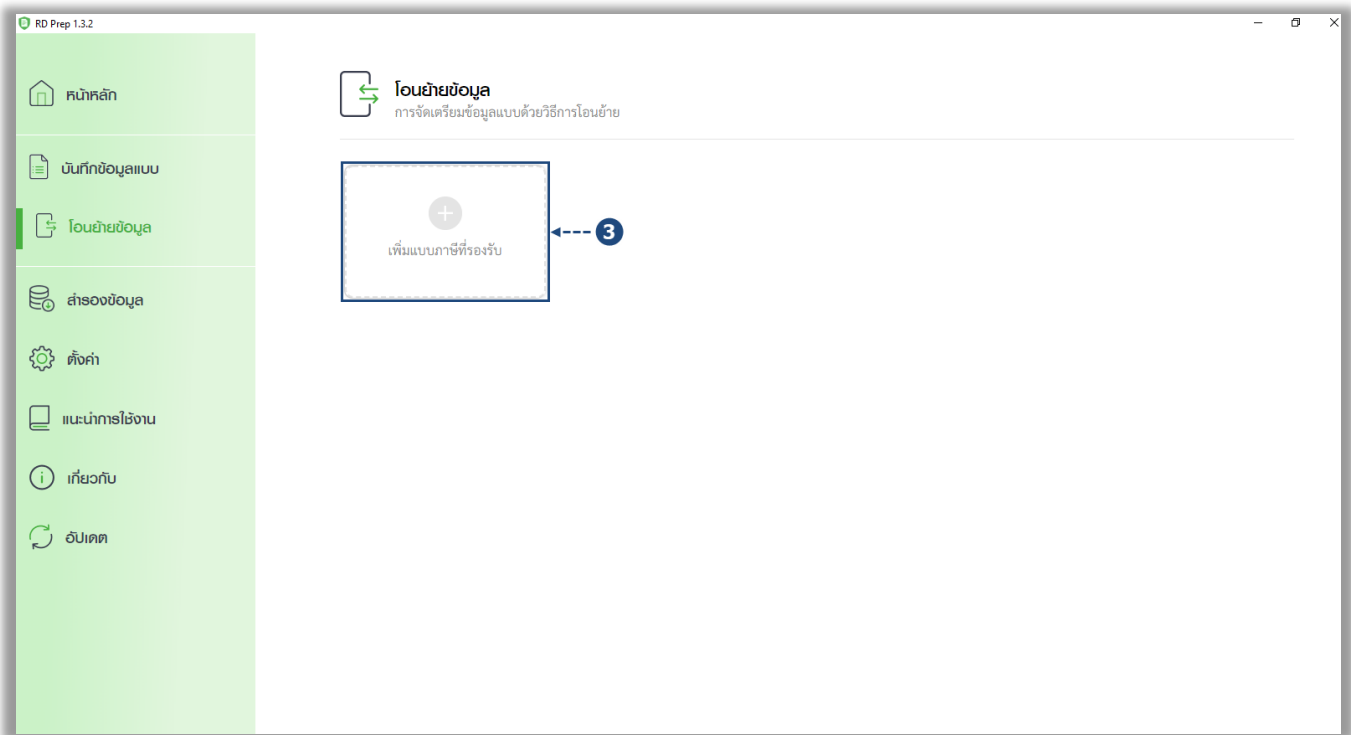 RD Prep 1.3.2
หน้าหลัก
บันทึกข้อมูลแบบ
โอนย้ายข้อมูล
สำรองข้อมูล
ตั้งค่า
แนะนำการใช้งาน
เกี่ยวกับ
อัปเดต
โอนย้ายข้อมูล
การจัดเตรียมข้อมูลแบบด้วยวิธีการโอนย้าย
เพิ่มแบบภาษีที่รองรับ
3